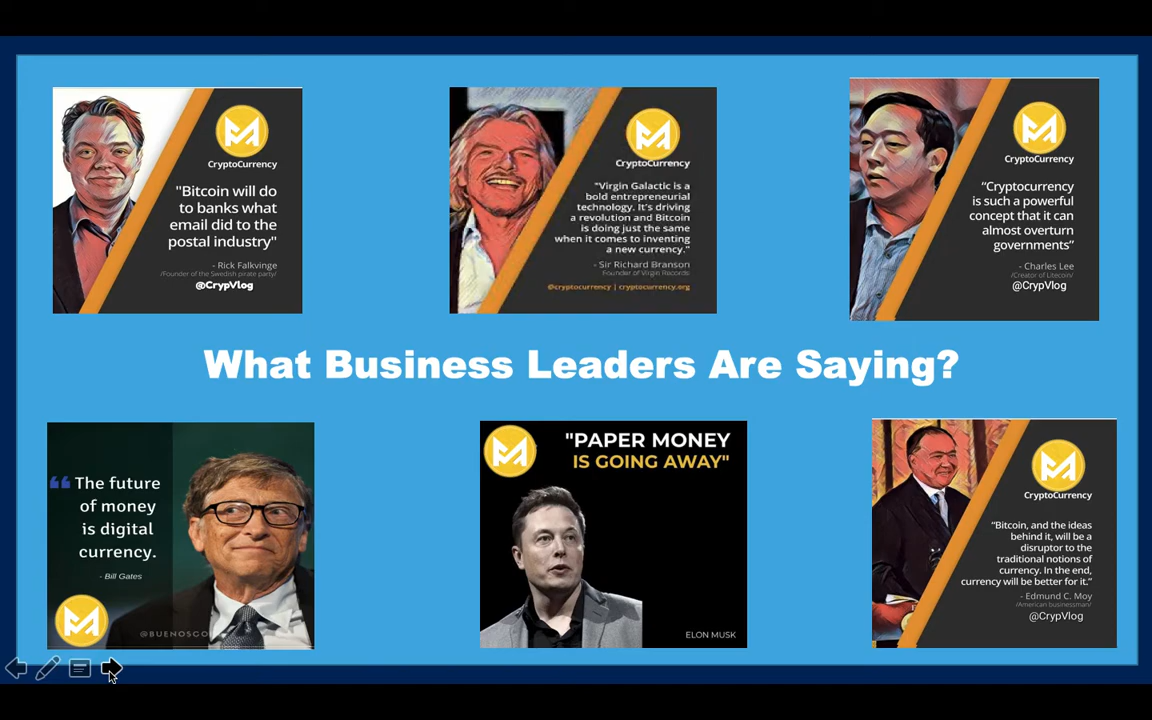 CryptoCurrency
"Bitcoin will do
to banks what
email did to the
postal industry"
- Rick Falkvinge
/Founder of the Swedish pirate party/
@CrypVlog
CryptoCurrency
"Virgin Galactic is a
bold entrepreneurial
technology. It's driving
a revolution and Bitcoin
is doing just the same
when it comes to inventing
a new currency."
- Sir Richard Branson
Founder of Virgin Records
@cryptocurrency | cryptocurrency.org
CryptoCurrency
“Cryptocurrency
is such a powerful
concept that it can
almost overturn
governments”
- Charles Lee
/Creator of Litecoin/
@CrypVlog
What Business Leaders Are Saying?
The future
of money
is digital
currency.
- Bill Gates
"PAPER MONEY
IS GOING AWAY"
ELON MUSK
CryptoCurrency
“Bitcoin, and the ideas
behind it, will be a
disruptor to the
traditional notions of
currency. In the end,
currency will be better for it.”
- Edmund C. Moy
/American businessman/
@CrypVlog